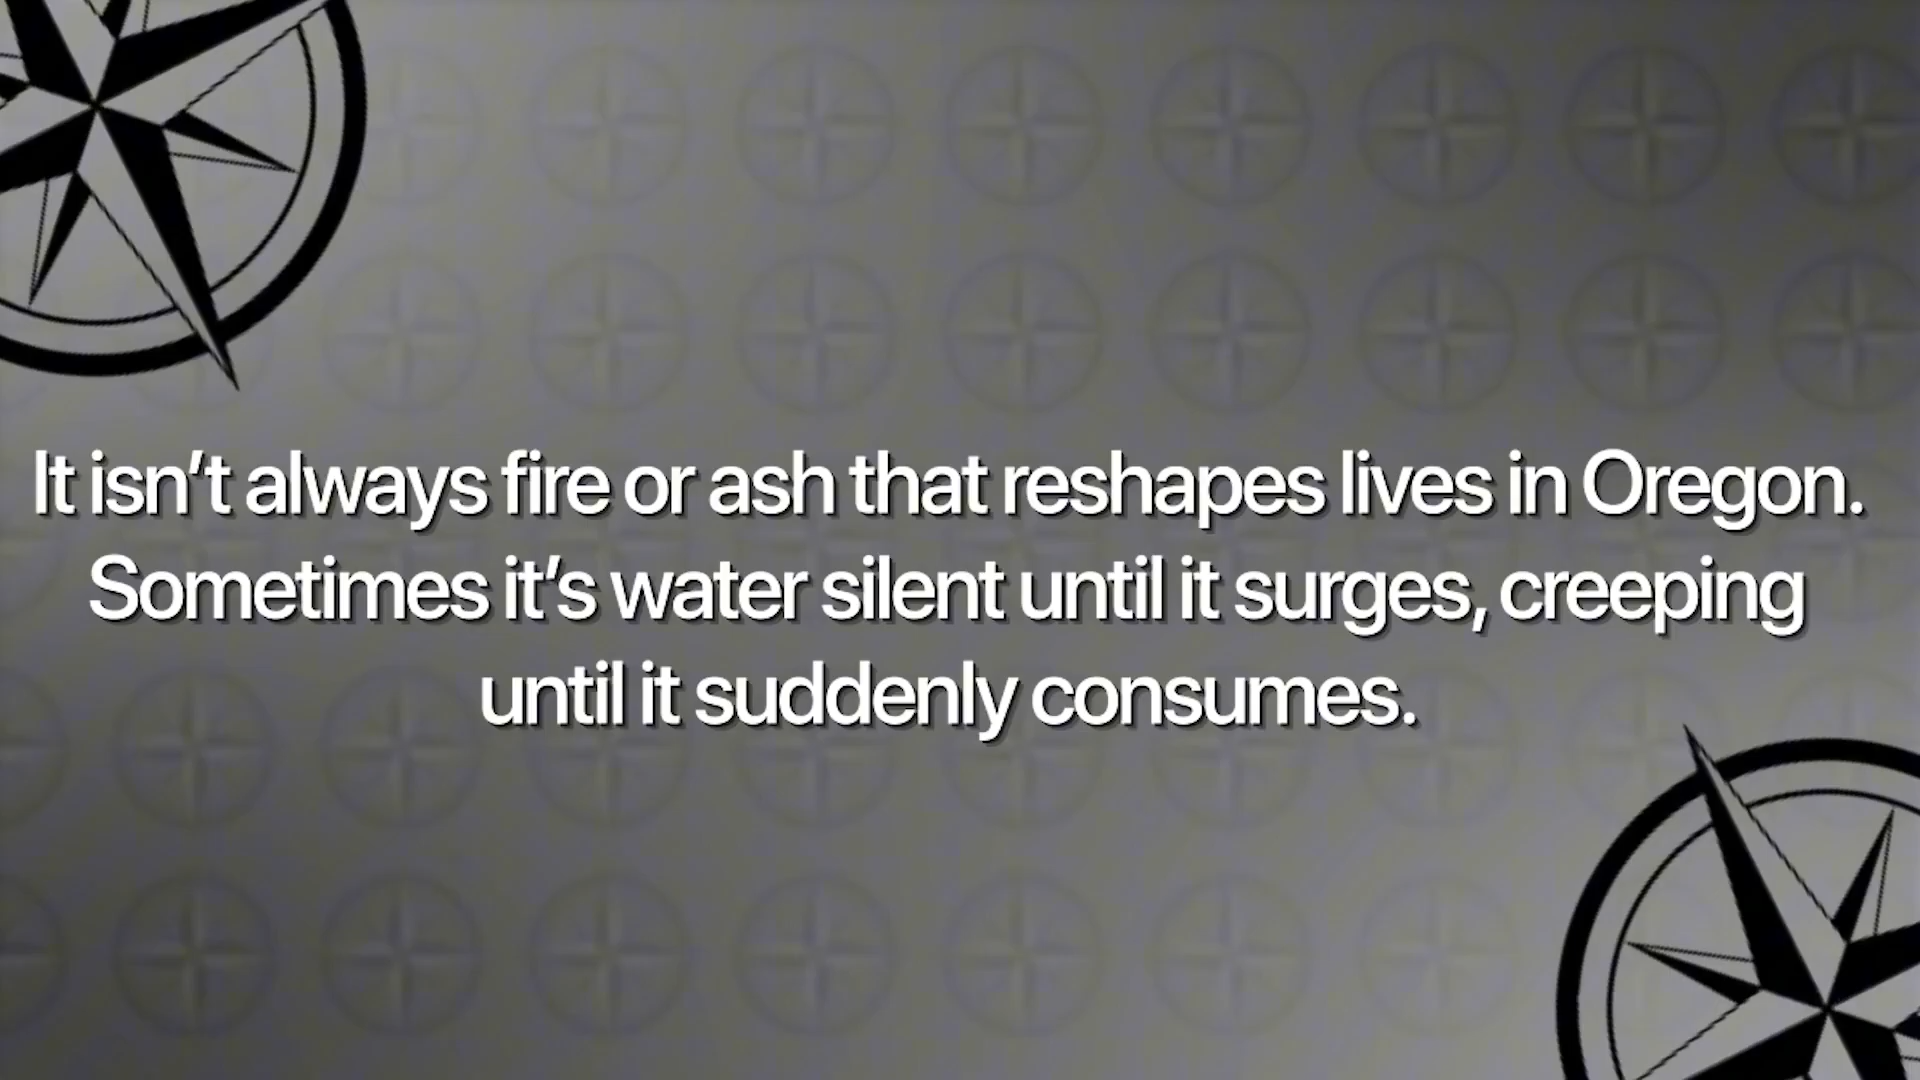 It isn’t always fire or ash that reshapes lives in Oregon.
Sometimes it’s water silent until it surges, creeping
until it suddenly consumes.